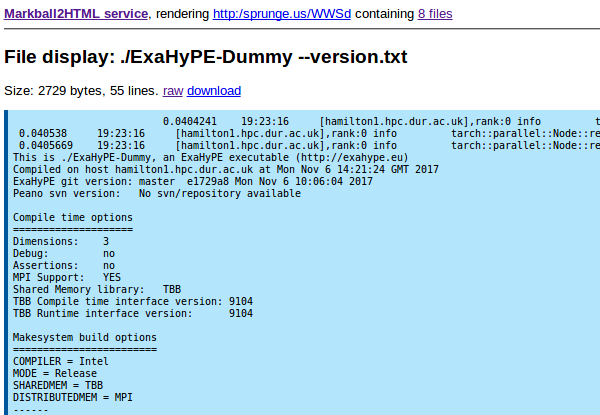 Markball2HTML service, rendering http:/sprunge.us/WWSd containing 8 files
File display: ./ExaHyPE-Dummy --version.txt
Size: 2729 bytes, 55 lines. raw download
0.0404241 19:23:16 [hamilton1.hpc.dur.ac.uk],rank:0 info t
0.040538 19:23:16 [hamilton1.hpc.dur.ac.uk],rank:0 info tarch::parallel::Node::re
0.0405669 19:23:16 [hamilton1.hpc.dur.ac.uk],rank:0 info tarch::parallel::Node::re
This is ./ExaHyPE-Dummy, an ExaHyPE executable (http://exahype.eu)
Compiled on host hamilton1.hpc.dur.ac.uk at Mon Nov 6 14:21:24 GMT 2017
ExaHyPE git version: master e1729a8 Mon Nov 6 10:06:04 2017
Peano svn version: No svn/repository available
Compile time options
====================
Dimensions: 3
Debug: no
Assertions: no
MPI Support: YES
Shared Memory library: TBB
TBB Compile time interface version: 9104
TBB Runtime interface version: 9104
Makesystem build options
========================
COMPILER = Intel
MODE = Release
SHAREDMEM = TBB
DISTRIBUTEDMEM = MPI
------